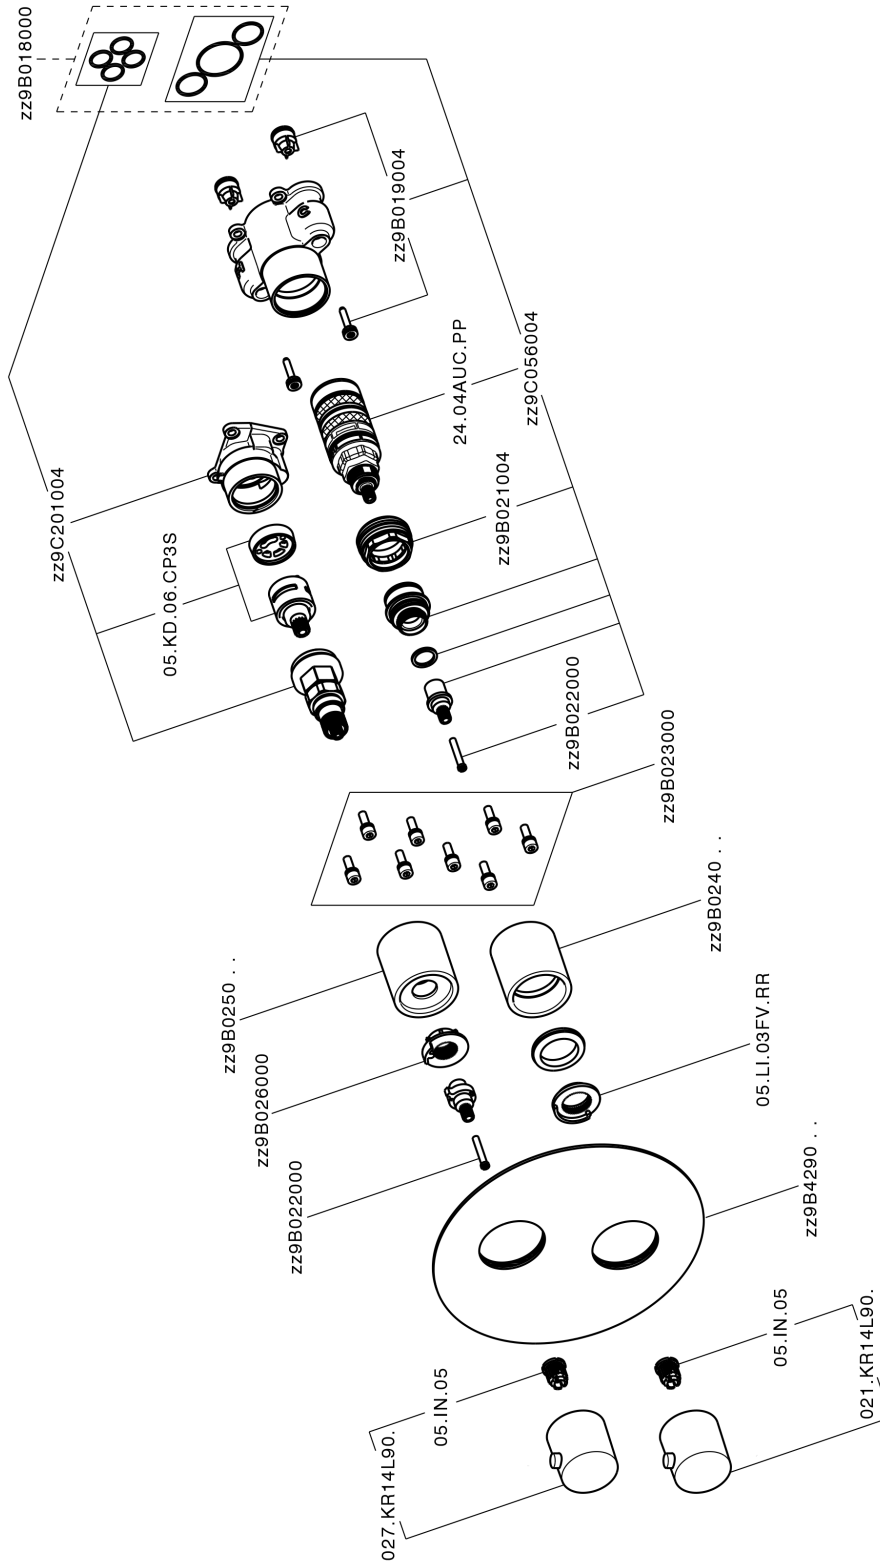 zz9B018000
zz9B019004
24.04AUC.PP
zz9C056004
zz9C201004
05.KD.06.CP3S
zz9B021004
zz9B022000
zz9B023000
zz9B0240 . .
zz9B0250 . .
zz9B026000
05.LI.03FV.RR
zz9B022000
zz9B4290 . .
05.IN.05
021.KR14L90.
05.IN.05
027.KR14L90.